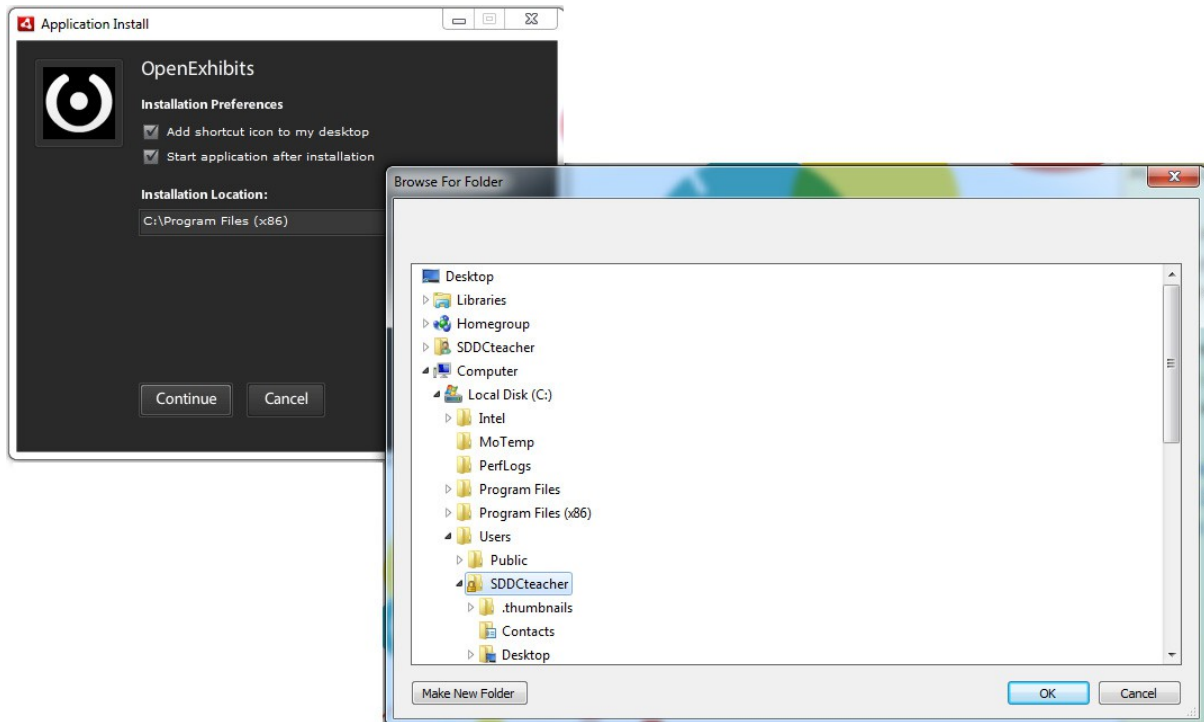 Application Install
OpenExhibits
Installation Preferences
Add shortcut icon to my desktop
Start application after installation
Installation Location:
C:\Program Files (x86)
Continue
Cancel
Browse For Folder
Desktop
Libraries
Homegroup
SDDCteacher
Computer
Local Disk (C:)
Intel
MoTemp
PerfLogs
Program Files
Program Files (x86)
Users
Public
SDDCteacher
.thumbnails
Contacts
Desktop
Make New Folder
OK
Cancel